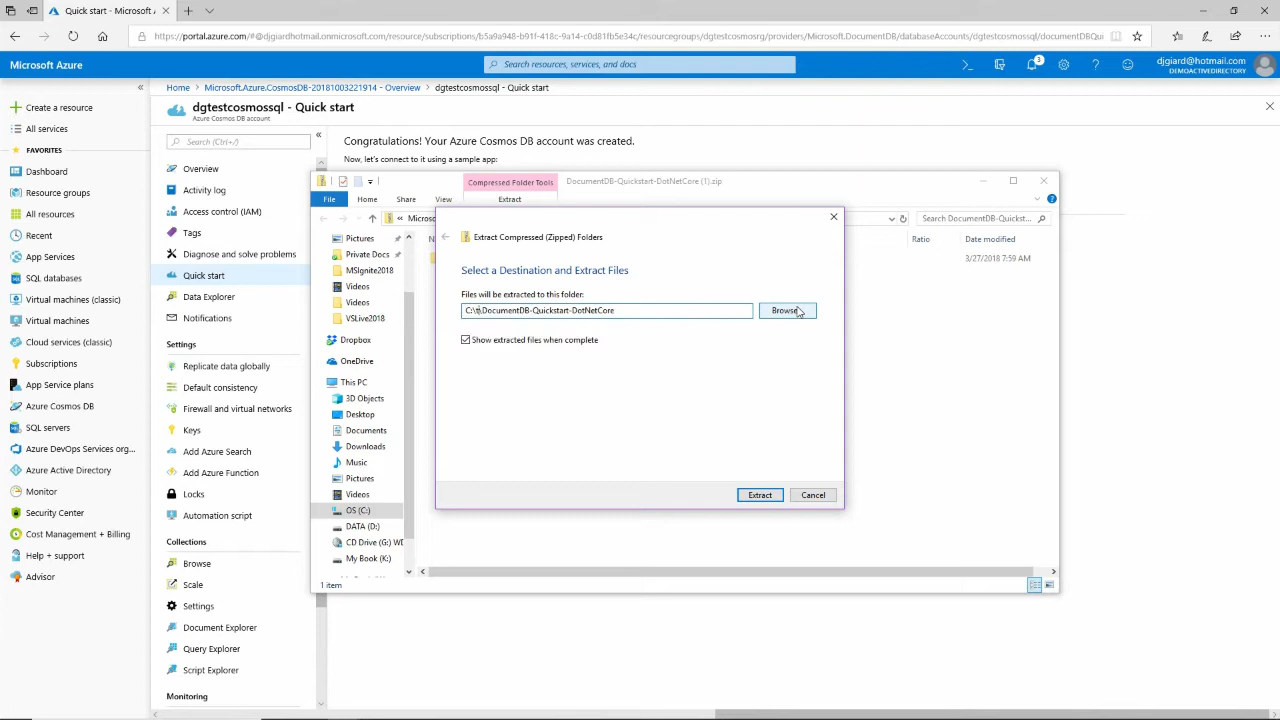 Quick start - Microsoft A
https://portal.azure.com/#@djgiardhotmail.onmicrosoft.com/resource/subscriptions/b5a9a948-b91f-418c-9c3a-a14-c0d81fb5e34c/resourcegroups/dgtestcosmosrg/providers/Microsoft.DocumentDB/databaseAccounts/dgtestcosmossql/documentDBQui
Microsoft Azure
Search resources, services, and docs
3
djgiard@hotmail.com
DEMOACTIVEDIRECTORY
Home > Microsoft.Azure.CosmosDB-20181003221914 - Overview > dgtestcosmossql - Quick start
Create a resource
All services
FAVORITES
Dashboard
Resource groups
All resources
Recent
App Services
SQL databases
Virtual machines (classic)
Virtual machines
Cloud services (classic)
Subscriptions
App Service plans
Azure Cosmos DB
SQL servers
Azure DevOps Services org...
Azure Active Directory
Monitor
Security Center
Cost Management + Billing
Help + support
Advisor
dgtestcosmossql - Quick start
Azure Cosmos DB account
Search (Ctrl+/)
Overview
Activity log
Access control (IAM)
Tags
Diagnose and solve problems
Quick start
Data Explorer
Notifications
Settings
Replicate data globally
Default consistency
Firewall and virtual networks
Keys
Add Azure Search
Add Azure Function
Locks
Automation script
Collections
Browse
Scale
Settings
Document Explorer
Query Explorer
Script Explorer
Monitoring
Congratulations! Your Azure Cosmos DB account was created.
Now, let's connect to it using a sample app:
Compressed Folder Tools
DocumentDB-Quickstart-DotNetCore (1).zip
File
Home
Share
View
Extract
« Microso
Search DocumentDB-Quickst...
Ratio
Date modified
3/27/2018 7:59 AM
Pictures
Private Docs
MSIgnite2018
Videos
Videos
VSLive2018
Dropbox
OneDrive
This PC
3D Objects
Desktop
Documents
Downloads
Music
Pictures
Videos
OS (C:)
DATA (D:)
CD Drive (G:) WD
My Book (K:)
1 item
Extract Compressed (Zipped) Folders
Select a Destination and Extract Files
Files will be extracted to this folder:
DocumentDB-Quickstart-DotNetCore
Browse
Show extracted files when complete
Extract
Cancel